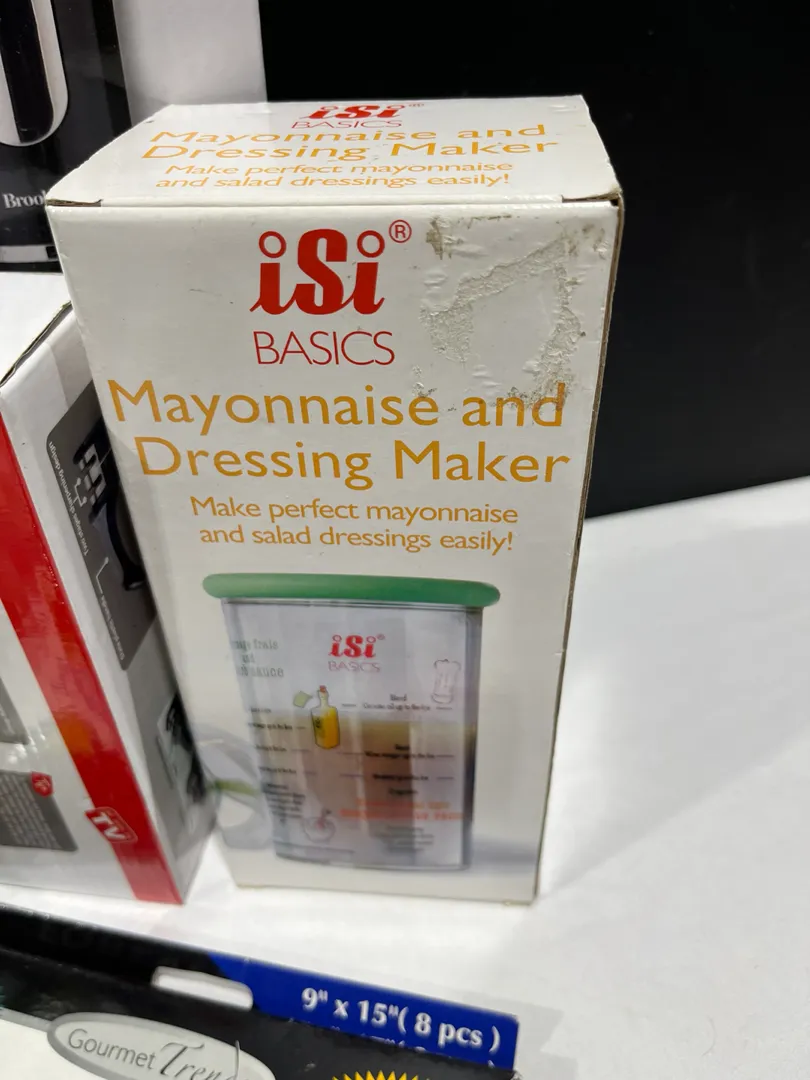 iSi®
BASICS
Mayonnaise and
Dressing Maker
Make perfect mayonnaise
and salad dressings easily!
iSi®
BASICS
Mayonnaise and
Dressing Maker
Make perfect mayonnaise
and salad dressings easily!
iSi®
BASICS
TV
9" x 15" ( 8 pcs )
Gourmet